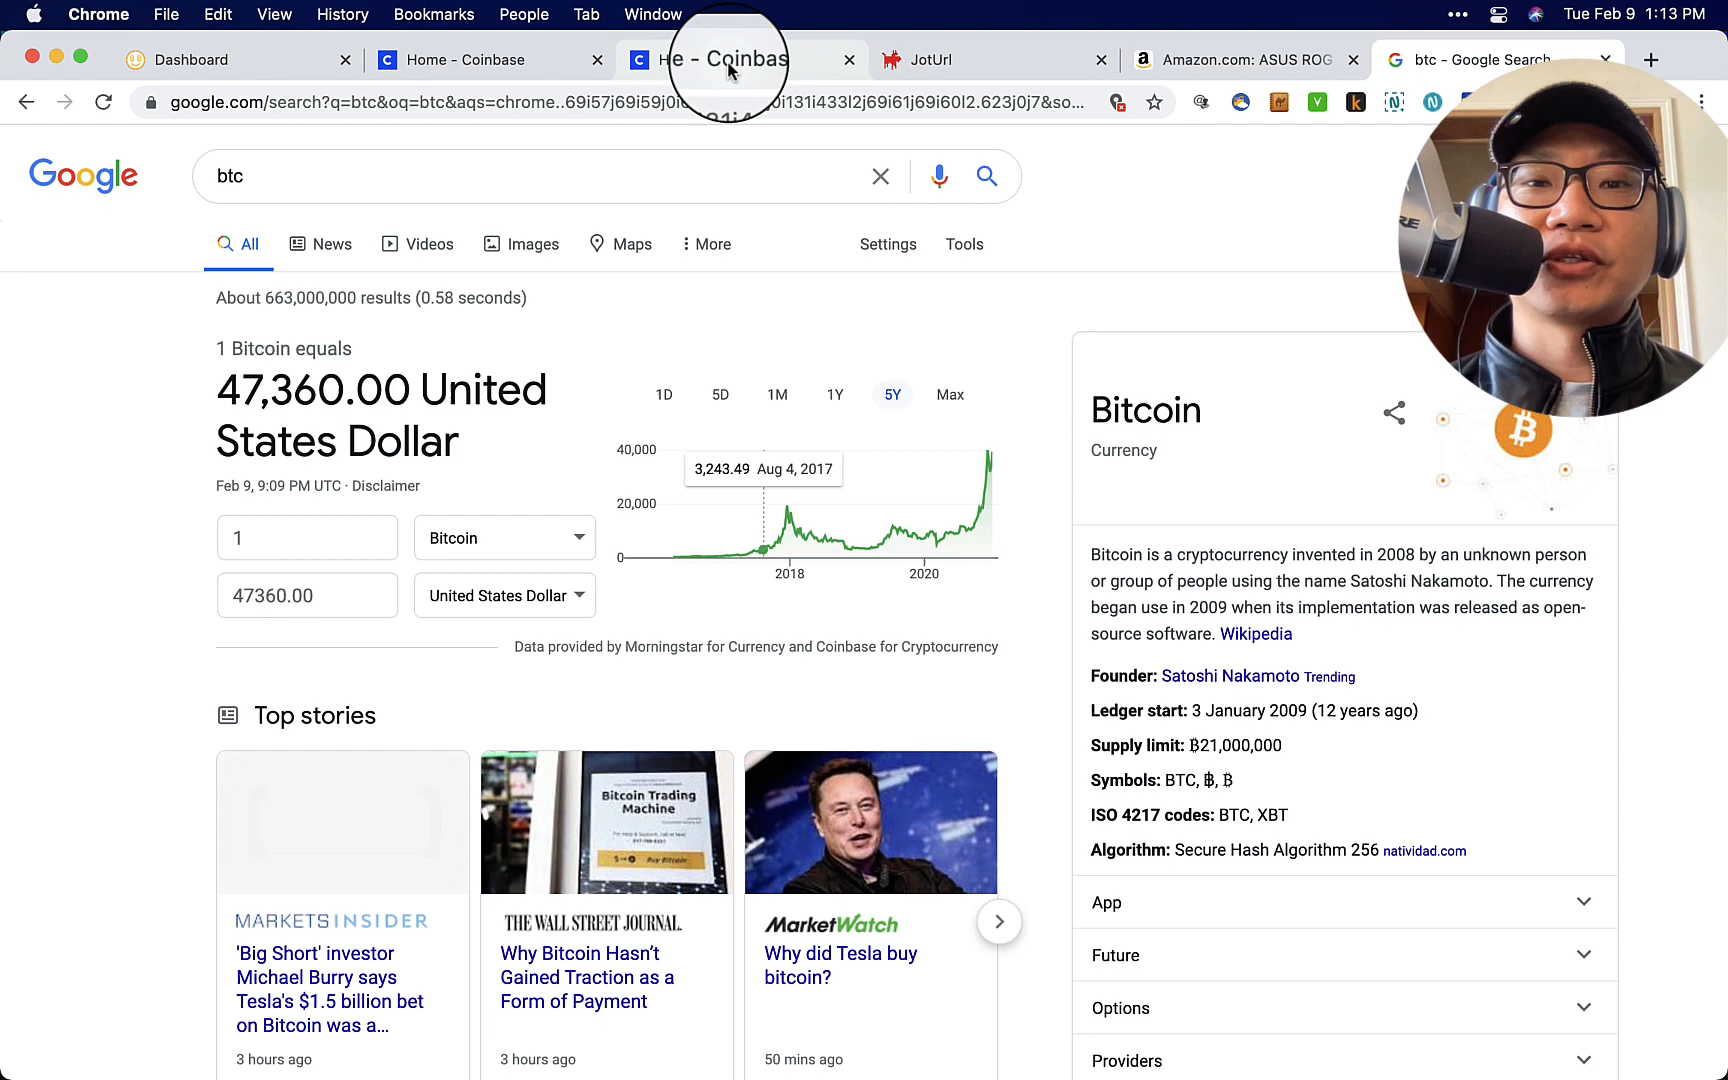 Chrome File Edit View History Bookmarks People Tab Window
Tue Feb 9 1:13 PM
Dashboard
Home - Coinbase
He - Coinbas
JotUrl
Amazon.com: ASUS ROG
btc - Google Search
google.com/search?q=btc&oq=btc&aqs=chrome..69i57j69i59j0i
0i131i433l2j69i61j69i60l2.623j0j7&so...
Google
btc
All News Videos Images Maps More Settings Tools
About 663,000,000 results (0.58 seconds)
1 Bitcoin equals
47,360.00 United
States Dollar
Feb 9, 9:09 PM UTC · Disclaimer
1 Bitcoin
47360.00 United States Dollar
1D 5D 1M 1Y 5Y Max
40,000
3,243.49 Aug 4, 2017
20,000
0
2018 2020
Data provided by Morningstar for Currency and Coinbase for Cryptocurrency
Top stories
MARKETS INSIDER
'Big Short' investor
Michael Burry says
Tesla's $1.5 billion bet
on Bitcoin was a...
3 hours ago
Bitcoin Trading
Machine
Buy Bitcoin
THE WALL STREET JOURNAL.
Why Bitcoin Hasn't
Gained Traction as a
Form of Payment
3 hours ago
MarketWatch
Why did Tesla buy
bitcoin?
50 mins ago
Bitcoin
Currency
Bitcoin is a cryptocurrency invented in 2008 by an unknown person
or group of people using the name Satoshi Nakamoto. The currency
began use in 2009 when its implementation was released as open-
source software. Wikipedia
Founder: Satoshi Nakamoto Trending
Ledger start: 3 January 2009 (12 years ago)
Supply limit: ₿21,000,000
Symbols: BTC, ฿, ₿
ISO 4217 codes: BTC, XBT
Algorithm: Secure Hash Algorithm 256 natividad.com
App
Future
Options
Providers